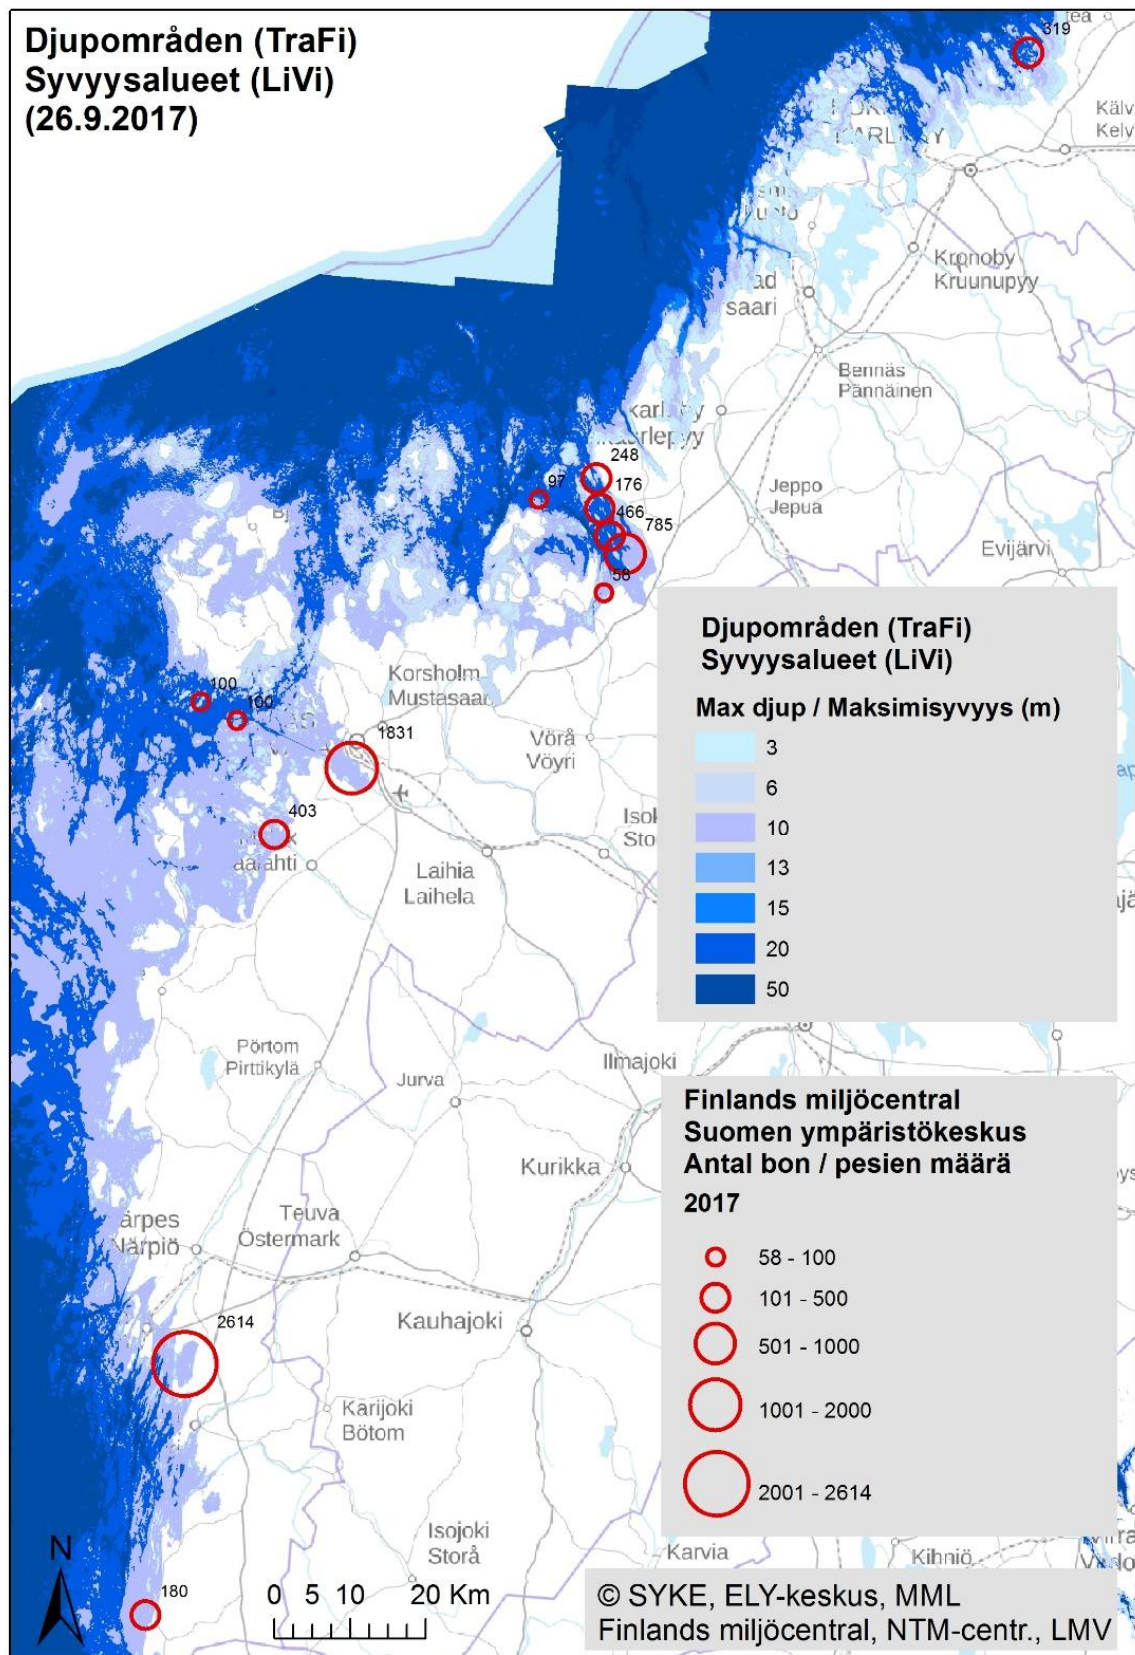 Djupområden (TraFi)
Syvyysalueet (LiVi)
(26.9.2017)
319
Kronoby
Kruunupyy
saari
Bennäs
Pännäinen
248
97
176
466
785
58
Jeppo
Jepua
Evijärvi
100
100
Korsholm
1831
Vörå
Vöyri
403
Laihia
Laihela
Djupområden (TraFi)
Syvyysalueet (LiVi)
Max djup / Maksimisyvyys (m)
3
6
10
13
15
20
50
Pörtom
Pirttikylä
Jurva
Ilmajoki
Kurikka
Teuva
Östermark
Kauhajoki
2614
Karijoki
Bötom
Isojoki
Storå
Karvia
Kihniö
180
Finlands miljöcentral
Suomen ympäristökeskus
Antal bon / pesien määrä
2017
58 - 100
101 - 500
501 - 1000
1001 - 2000
2001 - 2614
N
0 5 10 20 Km
© SYKE, ELY-keskus, MML
Finlands miljöcentral, NTM-centr., LMV